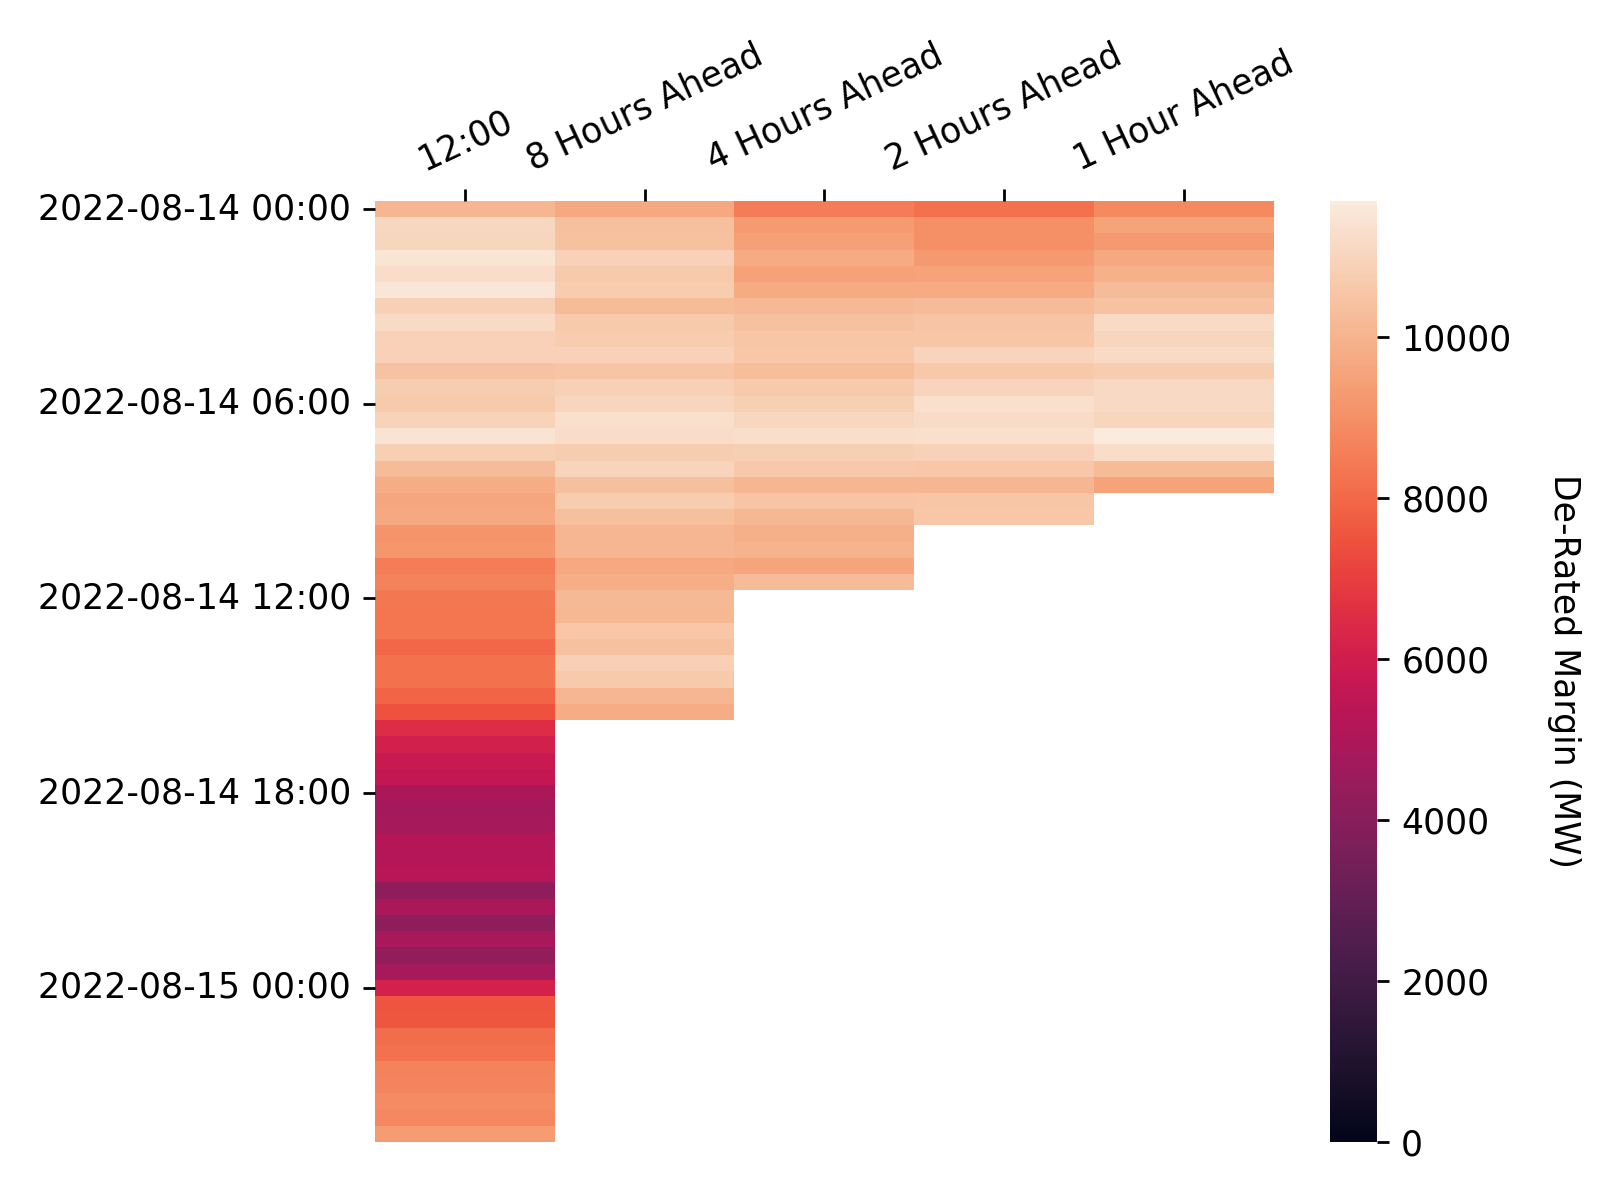 12:00
8 Hours Ahead
4 Hours Ahead
2 Hours Ahead
1 Hour Ahead
2022-08-14 00:00
2022-08-14 06:00
2022-08-14 12:00
2022-08-14 18:00
2022-08-15 00:00
10000
8000
6000
4000
2000
0
De-Rated Margin (MW)